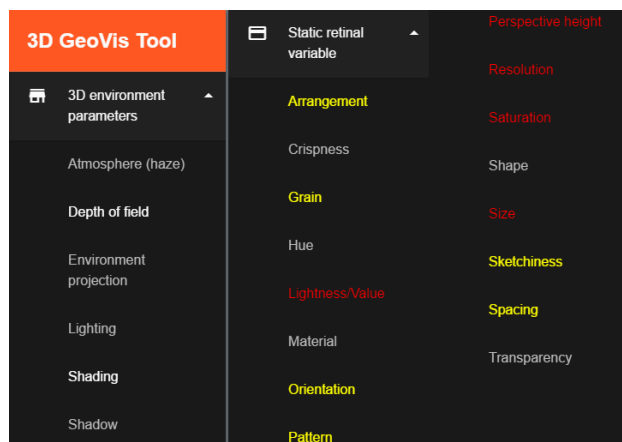 3D GeoVis Tool
3D environment
parameters
Atmosphere (haze)
Depth of field
Environment
projection
Lighting
Shading
Shadow
Static retinal
variable
Arrangement
Crispness
Grain
Hue
Lightness/Value
Material
Orientation
Pattern
Perspective height
Resolution
Saturation
Shape
Size
Sketchiness
Spacing
Transparency